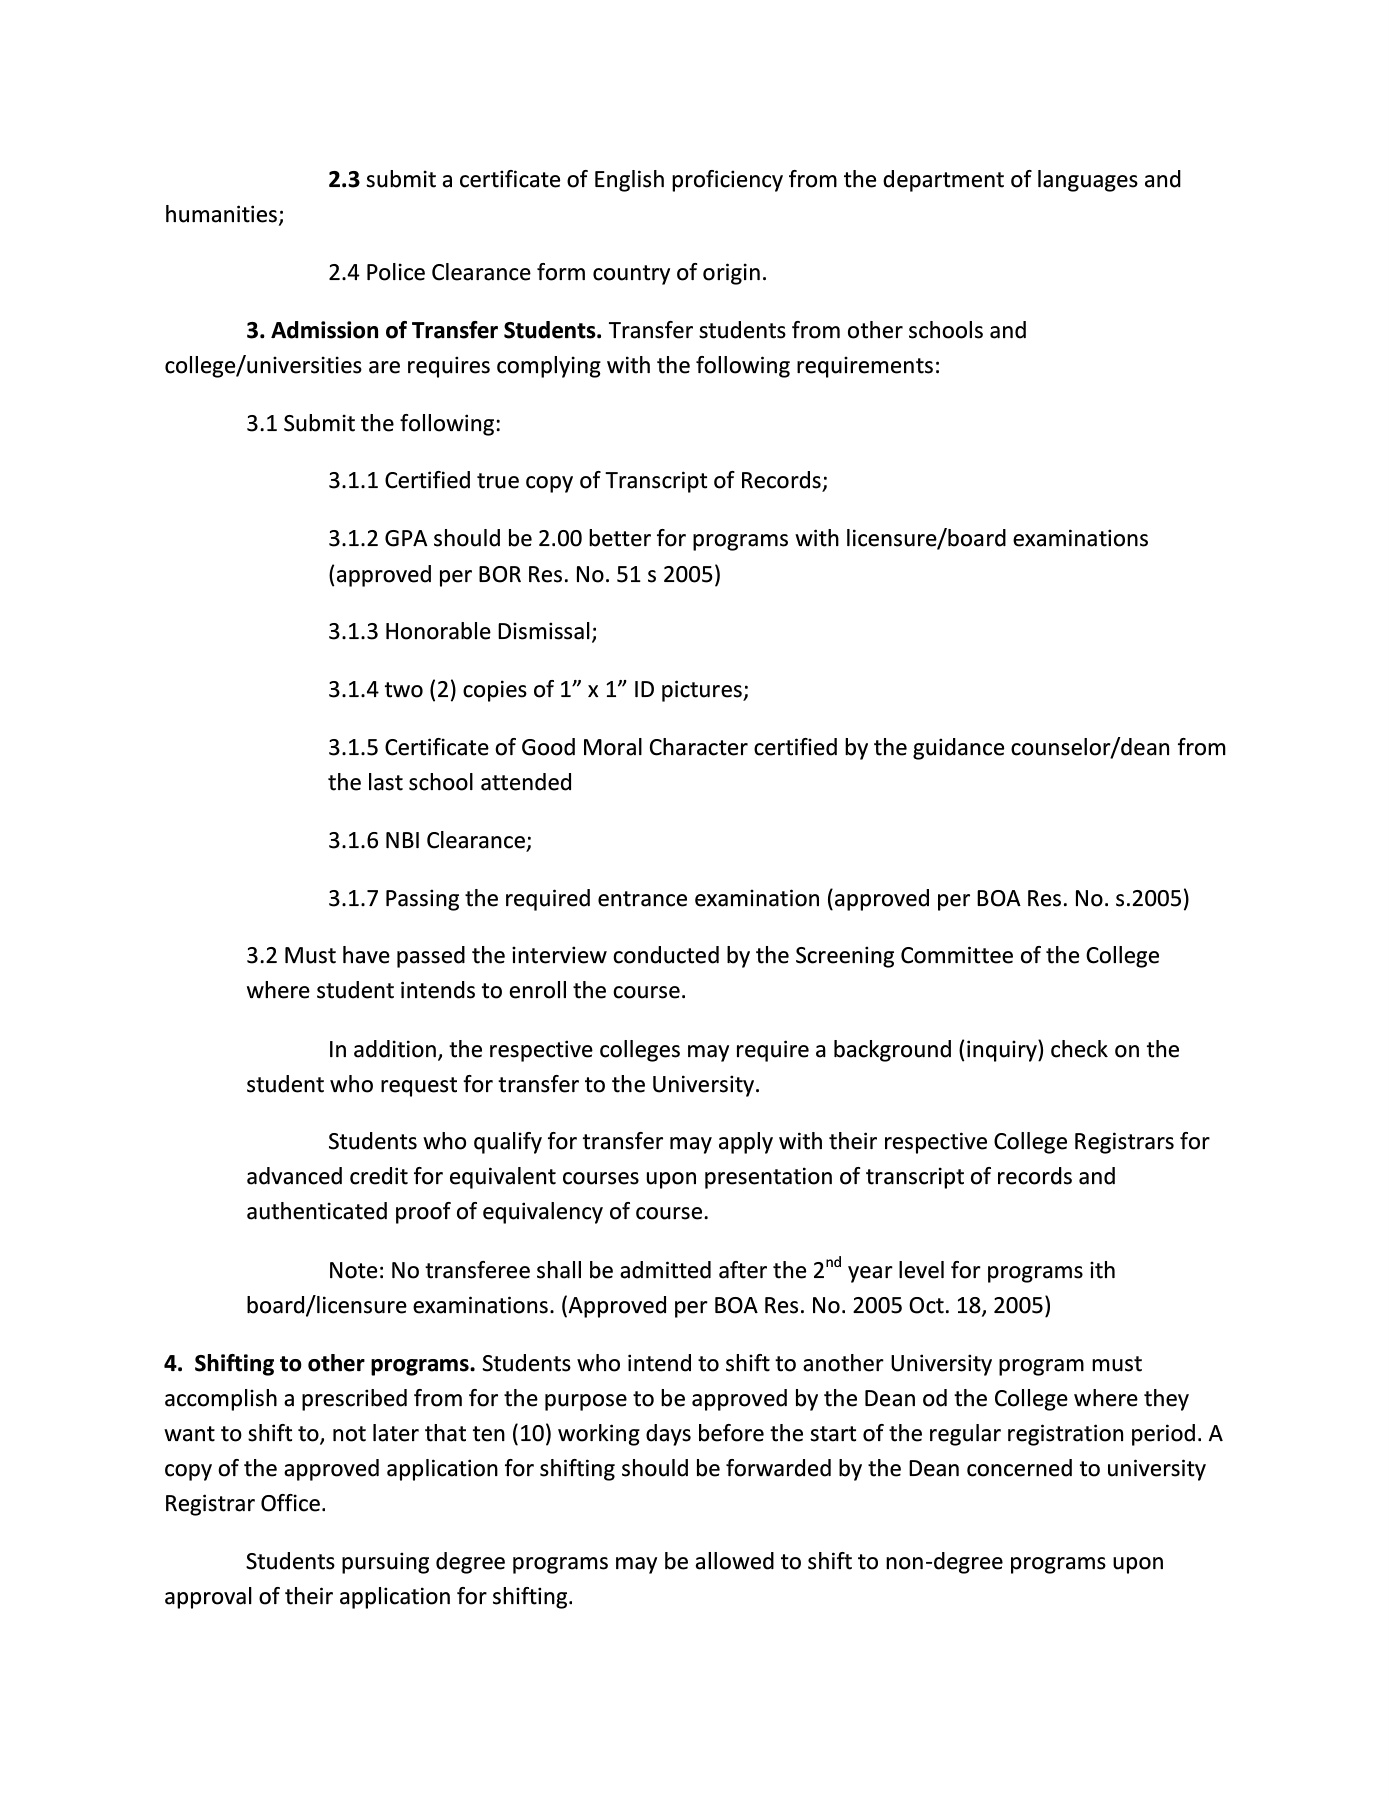 2.3 submit a certificate of English proficiency from the department of languages and
humanities;
2.4 Police Clearance form country of origin.
3. Admission of Transfer Students. Transfer students from other schools and
college/universities are requires complying with the following requirements:
3.1 Submit the following:
3.1.1 Certified true copy of Transcript of Records;
3.1.2 GPA should be 2.00 better for programs with licensure/board examinations
(approved per BOR Res. No. 51 s 2005)
3.1.3 Honorable Dismissal;
3.1.4 two (2) copies of 1” x 1” ID pictures;
3.1.5 Certificate of Good Moral Character certified by the guidance counselor/dean from
the last school attended
3.1.6 NBI Clearance;
3.1.7 Passing the required entrance examination (approved per BOA Res. No. s.2005)
3.2 Must have passed the interview conducted by the Screening Committee of the College
where student intends to enroll the course.
In addition, the respective colleges may require a background (inquiry) check on the
student who request for transfer to the University.
Students who qualify for transfer may apply with their respective College Registrars for
advanced credit for equivalent courses upon presentation of transcript of records and
authenticated proof of equivalency of course.
Note: No transferee shall be admitted after the 2nd year level for programs ith
board/licensure examinations. (Approved per BOA Res. No. 2005 Oct. 18, 2005)
4. Shifting to other programs. Students who intend to shift to another University program must
accomplish a prescribed from for the purpose to be approved by the Dean od the College where they
want to shift to, not later that ten (10) working days before the start of the regular registration period. A
copy of the approved application for shifting should be forwarded by the Dean concerned to university
Registrar Office.
Students pursuing degree programs may be allowed to shift to non-degree programs upon
approval of their application for shifting.